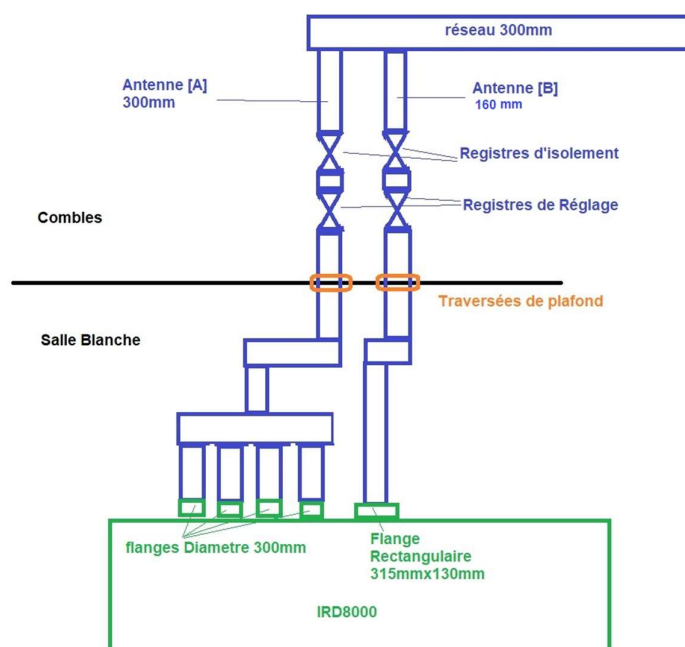 réseau 300mm
Antenne [A]
300mm
Antenne [B]
160 mm
Registres d'isolement
Registres de Réglage
Combles
Traversées de plafond
Salle Blanche
flanges Diametre 300mm
Flange
Rectangulaire
315mmx130mm
IRD8000